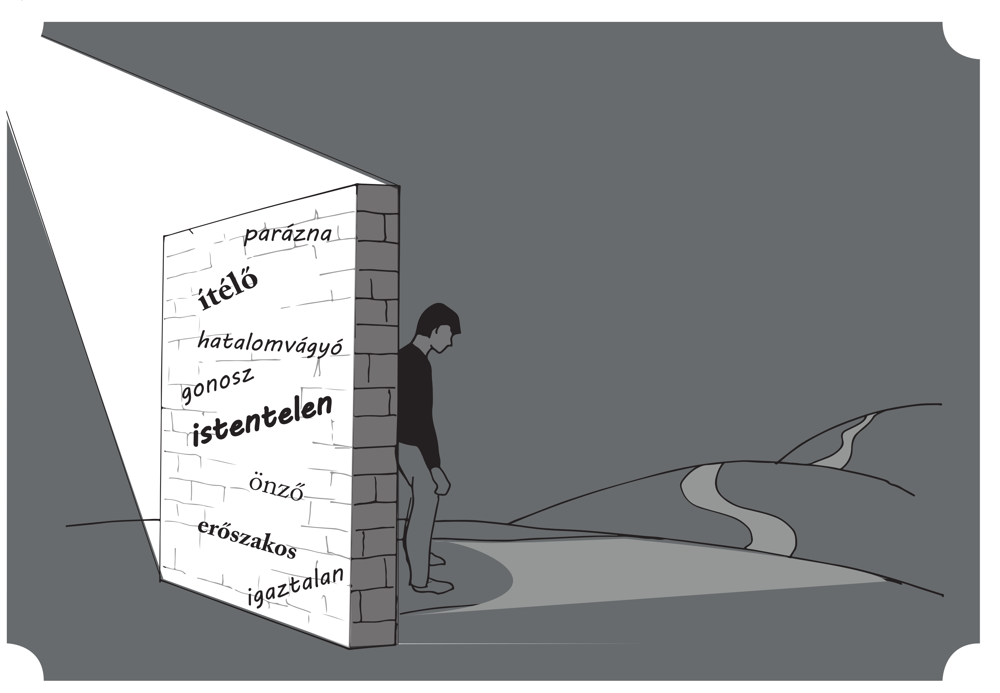 parázna
ítélő
hatalomvágyó
gonosz
istentelen
önző
erőszakos
igaztalan